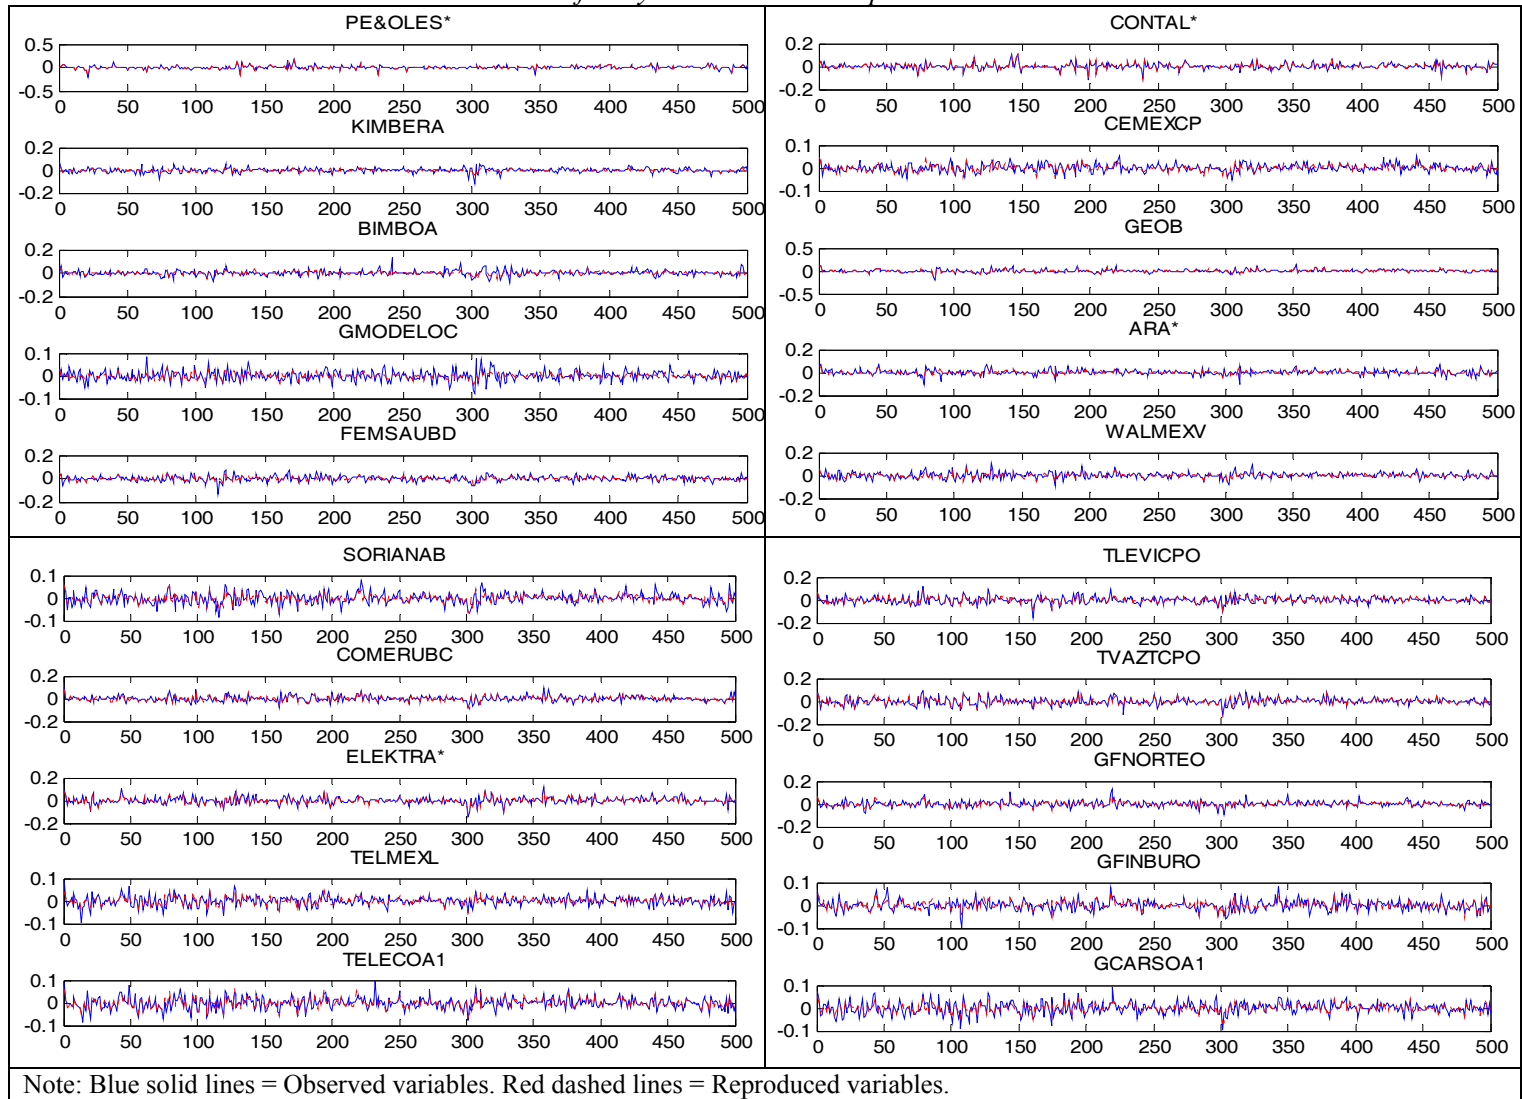 PE&OLES*
0.5
0
-0.5
0 50 100 150 200 250 300 350 400 450 500
KIMBERA
0.2
0
-0.2
0 50 100 150 200 250 300 350 400 450 500
BIMBOA
0.2
0
-0.2
0 50 100 150 200 250 300 350 400 450 500
GMODELOC
0.1
0
-0.1
0 50 100 150 200 250 300 350 400 450 500
FEMSAUBD
0.2
0
-0.2
0 50 100 150 200 250 300 350 400 450 500
CONTAL*
0.2
0
-0.2
0 50 100 150 200 250 300 350 400 450 500
CEMEXCP
0.1
0
-0.1
0 50 100 150 200 250 300 350 400 450 500
GEOB
0.5
0
-0.5
0 50 100 150 200 250 300 350 400 450 500
ARA*
0.2
0
-0.2
0 50 100 150 200 250 300 350 400 450 500
WALMEXV
0.2
0
-0.2
0 50 100 150 200 250 300 350 400 450 500
SORIANAB
0.1
0
-0.1
0 50 100 150 200 250 300 350 400 450 500
COMERUBC
0.2
0
-0.2
0 50 100 150 200 250 300 350 400 450 500
ELEKTRA*
0.2
0
-0.2
0 50 100 150 200 250 300 350 400 450 500
TELMEXL
0.1
0
-0.1
0 50 100 150 200 250 300 350 400 450 500
TELECOA1
0.1
0
-0.1
0 50 100 150 200 250 300 350 400 450 500
TLEVICPO
0.2
0
-0.2
0 50 100 150 200 250 300 350 400 450 500
TVAZTCPO
0.2
0
-0.2
0 50 100 150 200 250 300 350 400 450 500
GFNORTEO
0.2
0
-0.2
0 50 100 150 200 250 300 350 400 450 500
GFINBURO
0.1
0
-0.1
0 50 100 150 200 250 300 350 400 450 500
GCARSOA1
0.1
0
-0.1
0 50 100 150 200 250 300 350 400 450 500
Note: Blue solid lines = Observed variables. Red dashed lines = Reproduced variables.